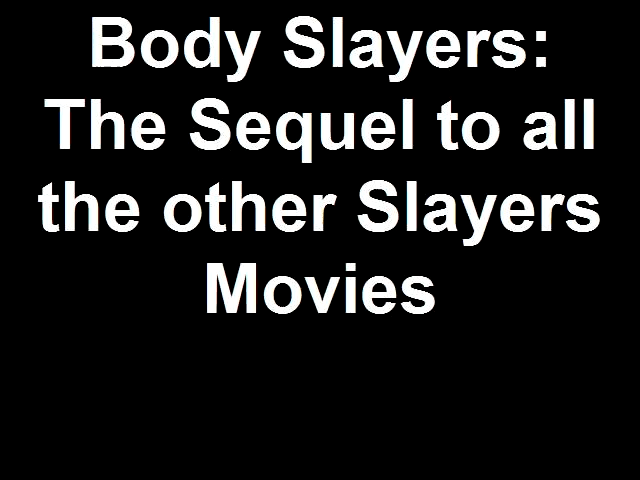 Body Slayers:
The Sequel to all
the other Slayers
Movies